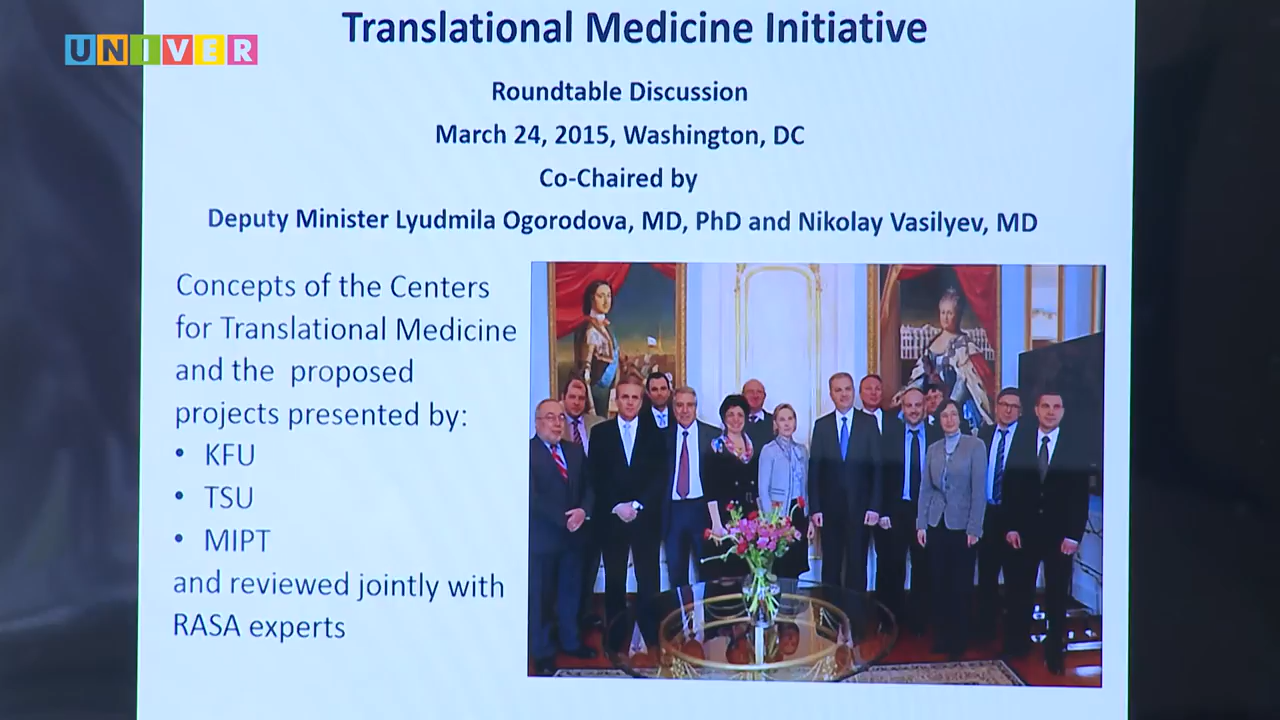 UNIVER
Translational Medicine Initiative
Roundtable Discussion
March 24, 2015, Washington, DC
Co-Chaired by
Deputy Minister Lyudmila Ogorodova, MD, PhD and Nikolay Vasilyev, MD
Concepts of the Centers
for Translational Medicine
and the proposed
projects presented by:
• KFU
• TSU
• MIPT
and reviewed jointly with
RASA experts